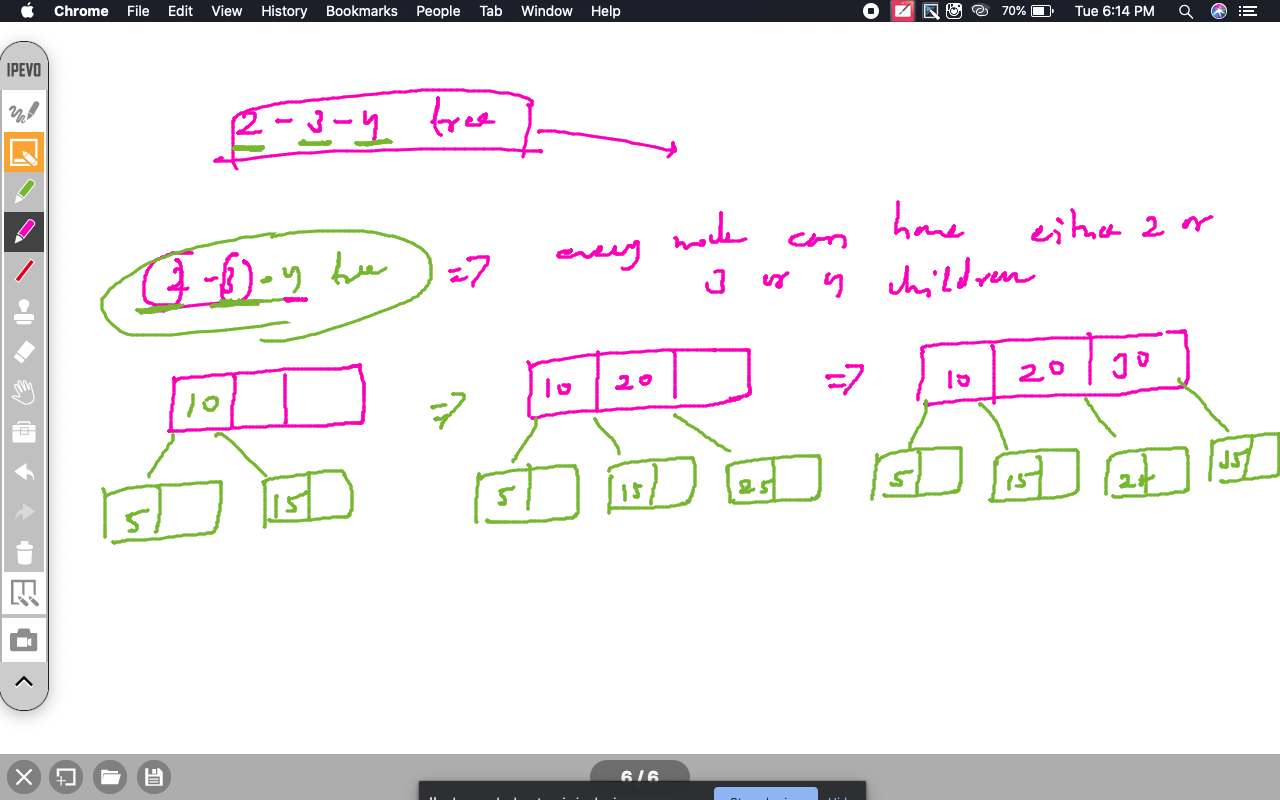 Chrome File Edit View History Bookmarks People Tab Window Help 70% Tue 6:14 PM
IPEVO
2 - 3 - 4 tree
2 - 3 - 4 tree => every node can have either 2 or
3 or 4 children
10
=>
10 20
=>
10 20 30
5 15
5 15 25
5 15 35
6 / 6